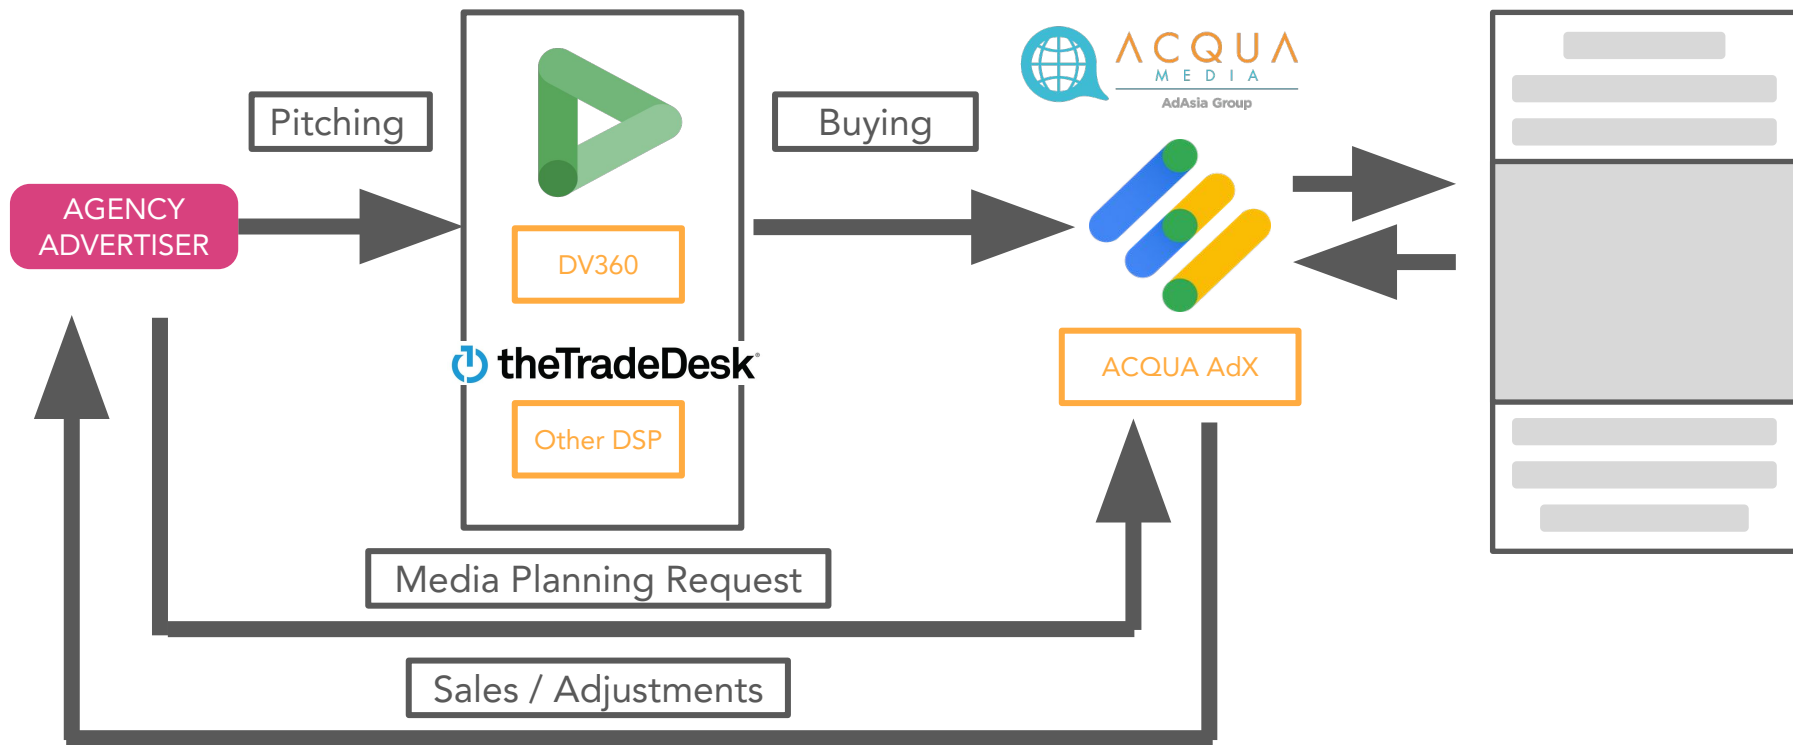 Pitching
Buying
ACQUA
MEDIA
AdAsia Group
AGENCY
ADVERTISER
DV360
theTradeDesk
Other DSP
ACQUA AdX
Media Planning Request
Sales / Adjustments